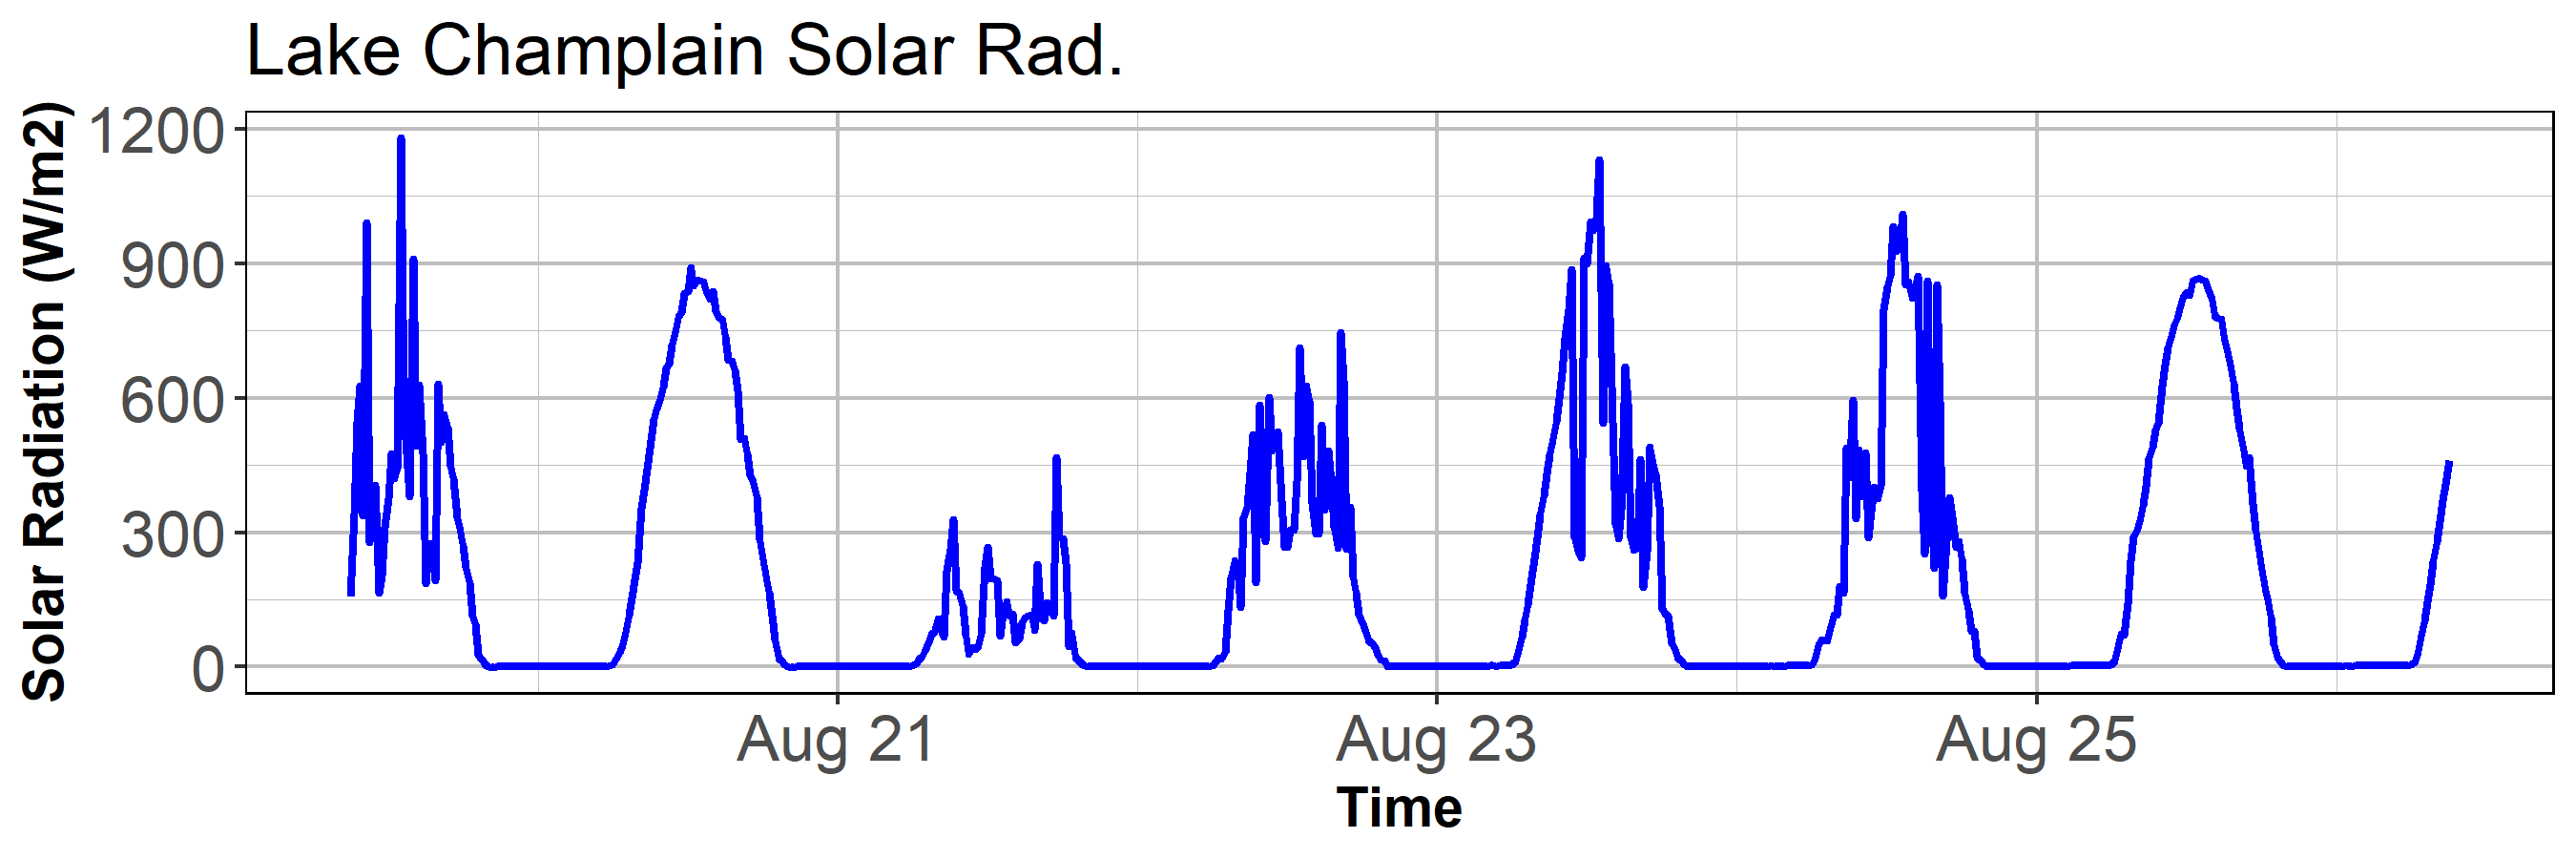 Lake Champlain Solar Rad.
Solar Radiation (W/m2)
1200
900
600
300
0
Aug 21 Aug 23 Aug 25
Time